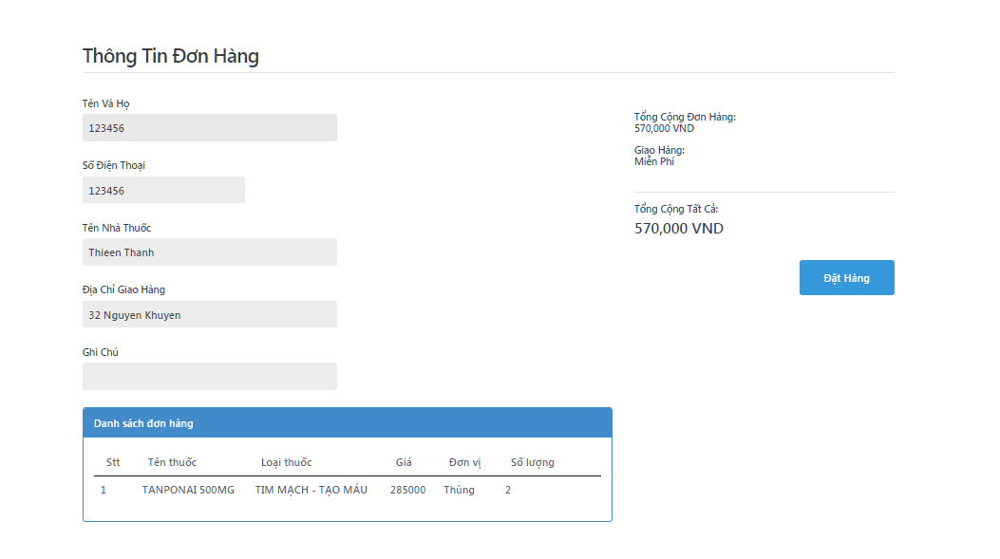 Thông Tin Đơn Hàng
Tên Và Họ
123456
Số Điện Thoại
123456
Tên Nhà Thuốc
Thieen Thanh
Địa Chỉ Giao Hàng
32 Nguyen Khuyen
Ghi Chú
Tổng Cộng Đơn Hàng:
570,000 VND
Giao Hàng:
Miễn Phí
Tổng Cộng Tất Cả:
570,000 VND
Đặt Hàng
Danh sách đơn hàng
Stt Tên thuốc Loại thuốc Giá Đơn vị Số lượng
1 TANPONAI 500MG TIM MẠCH - TẠO MÁU 285000 Thùng 2